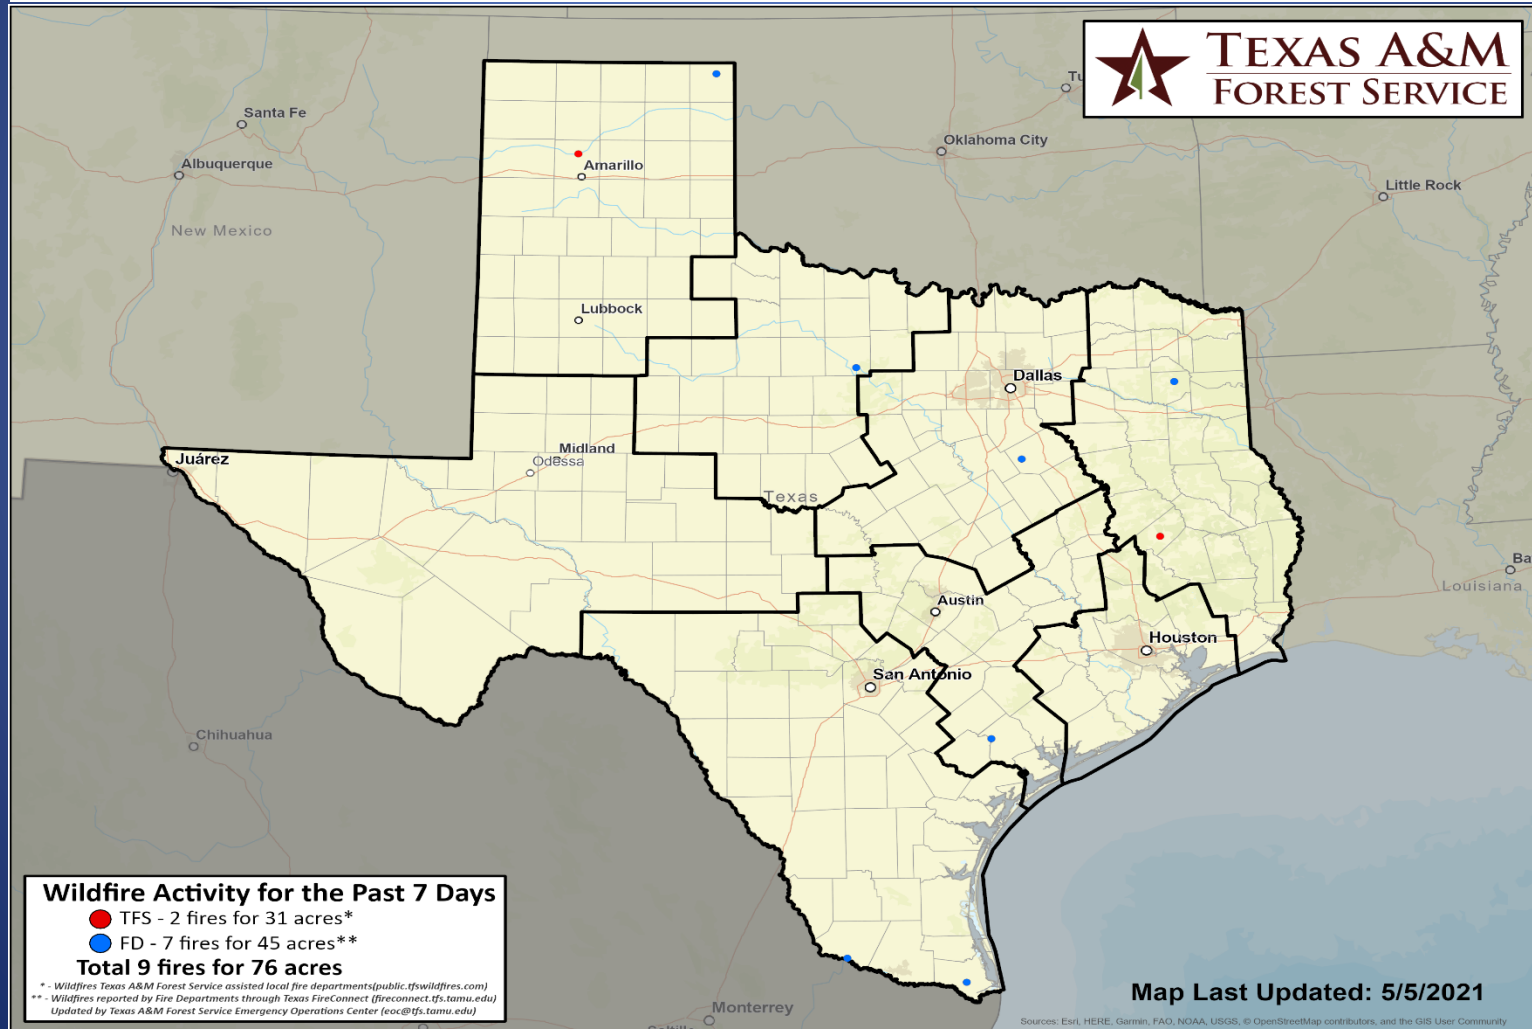 TEXAS A&M
FOREST SERVICE
Santa Fe
Albuquerque
New Mexico
Amarillo
Oklahoma City
Tu
Little Rock
Lubbock
Dallas
Midland
Odessa
Juárez
Texas
Ba
Louisiana
Austin
Houston
San Antonio
Chihuahua
Monterrey
Wildfire Activity for the Past 7 Days
TFS - 2 fires for 31 acres*
FD - 7 fires for 45 acres**
Total 9 fires for 76 acres
* - Wildfires Texas A&M Forest Service assisted local fire departments(public.tfswildfires.com)
** - Wildfires reported by Fire Departments through Texas FireConnect (fireconnect.tfs.tamu.edu)
Updated by Texas A&M Forest Service Emergency Operations Center (eoc@tfs.tamu.edu)
Map Last Updated: 5/5/2021
Sources: Esri, HERE, Garmin, FAO, NOAA, USGS, © OpenStreetMap contributors, and the GIS User Community